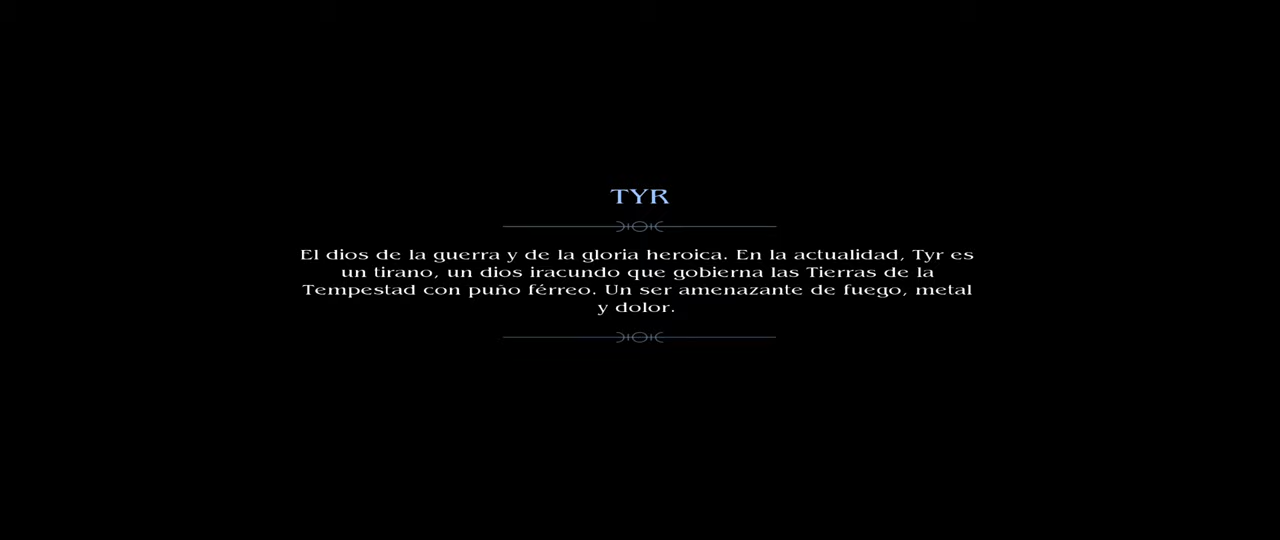 TYR
El dios de la guerra y de la gloria heroica. En la actualidad, Tyr es
un tirano, un dios iracundo que gobierna las Tierras de la
Tempestad con puño férreo. Un ser amenazante de fuego, metal
y dolor.